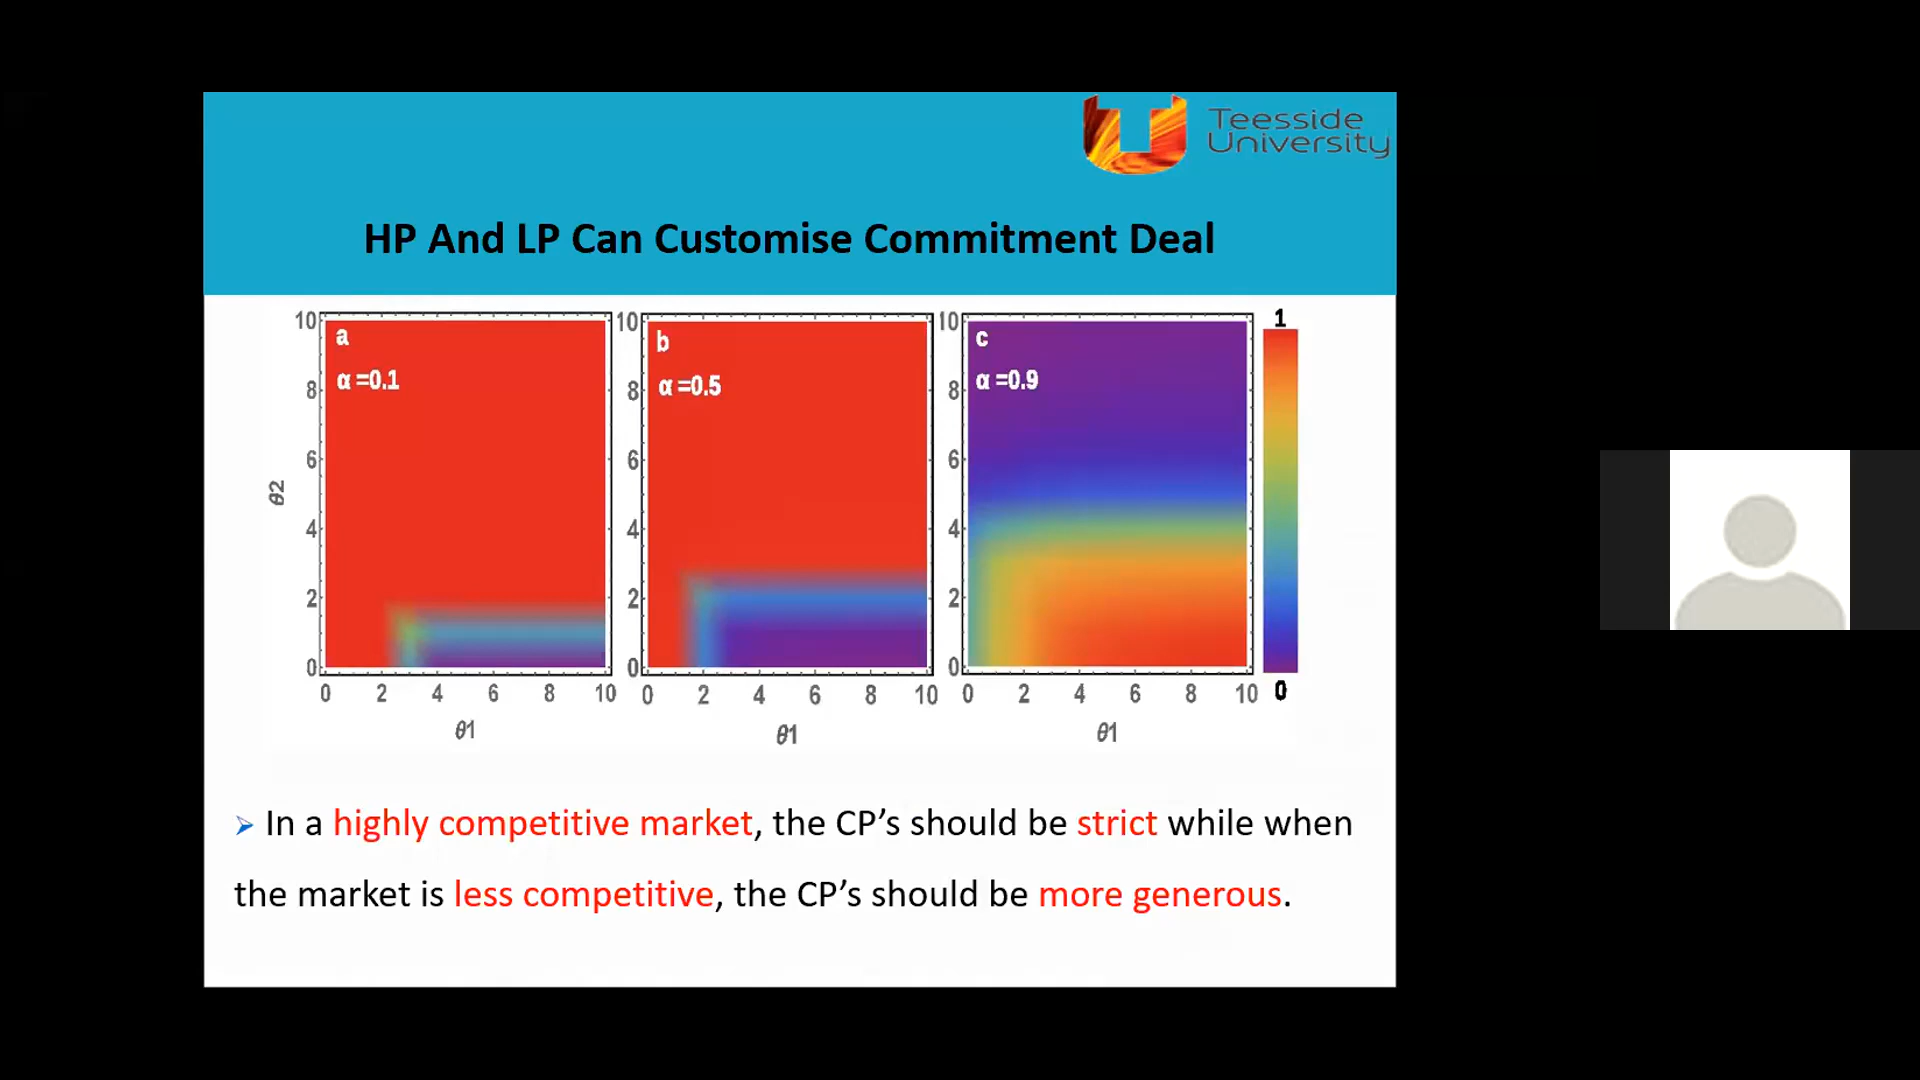 Teesside
University
HP And LP Can Customise Commitment Deal
a
α =0.1
b
α =0.5
c
α =0.9
10
8
6
4
2
0
10
8
6
4
2
0
10
8
6
4
2
0
1
0
θ2
0 2 4 6 8 10
0 2 4 6 8 10
0 2 4 6 8 10
θ1
θ1
θ1
➢ In a highly competitive market, the CP’s should be strict while when
the market is less competitive, the CP’s should be more generous.